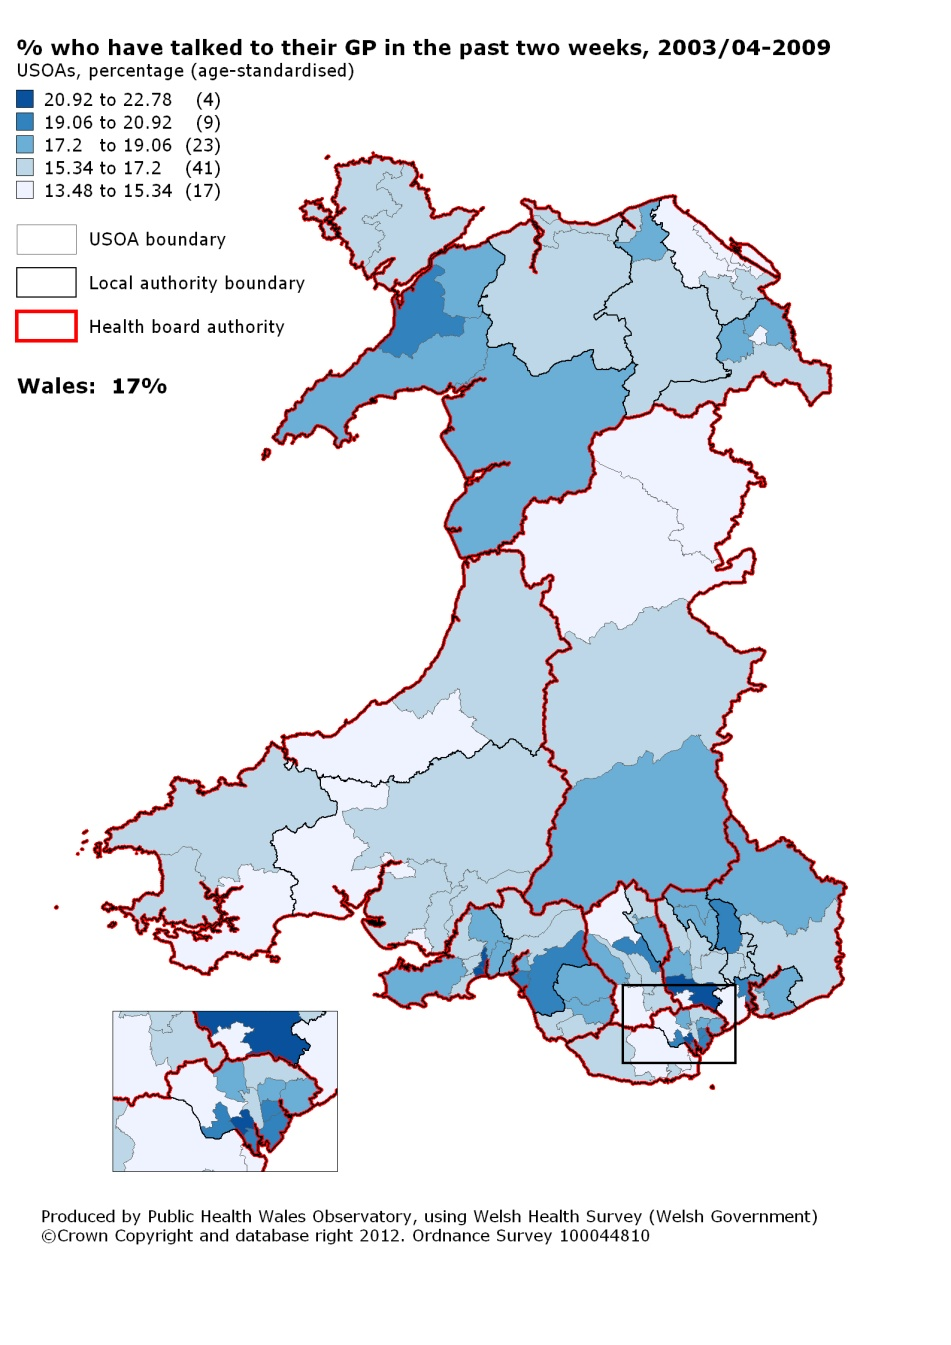 % who have talked to their GP in the past two weeks, 2003/04-2009
USOAs, percentage (age-standardised)
20.92 to 22.78 (4)
19.06 to 20.92 (9)
17.2 to 19.06 (23)
15.34 to 17.2 (41)
13.48 to 15.34 (17)
USOA boundary
Local authority boundary
Health board authority
Wales: 17%
Produced by Public Health Wales Observatory, using Welsh Health Survey (Welsh Government)
©Crown Copyright and database right 2012. Ordnance Survey 100044810